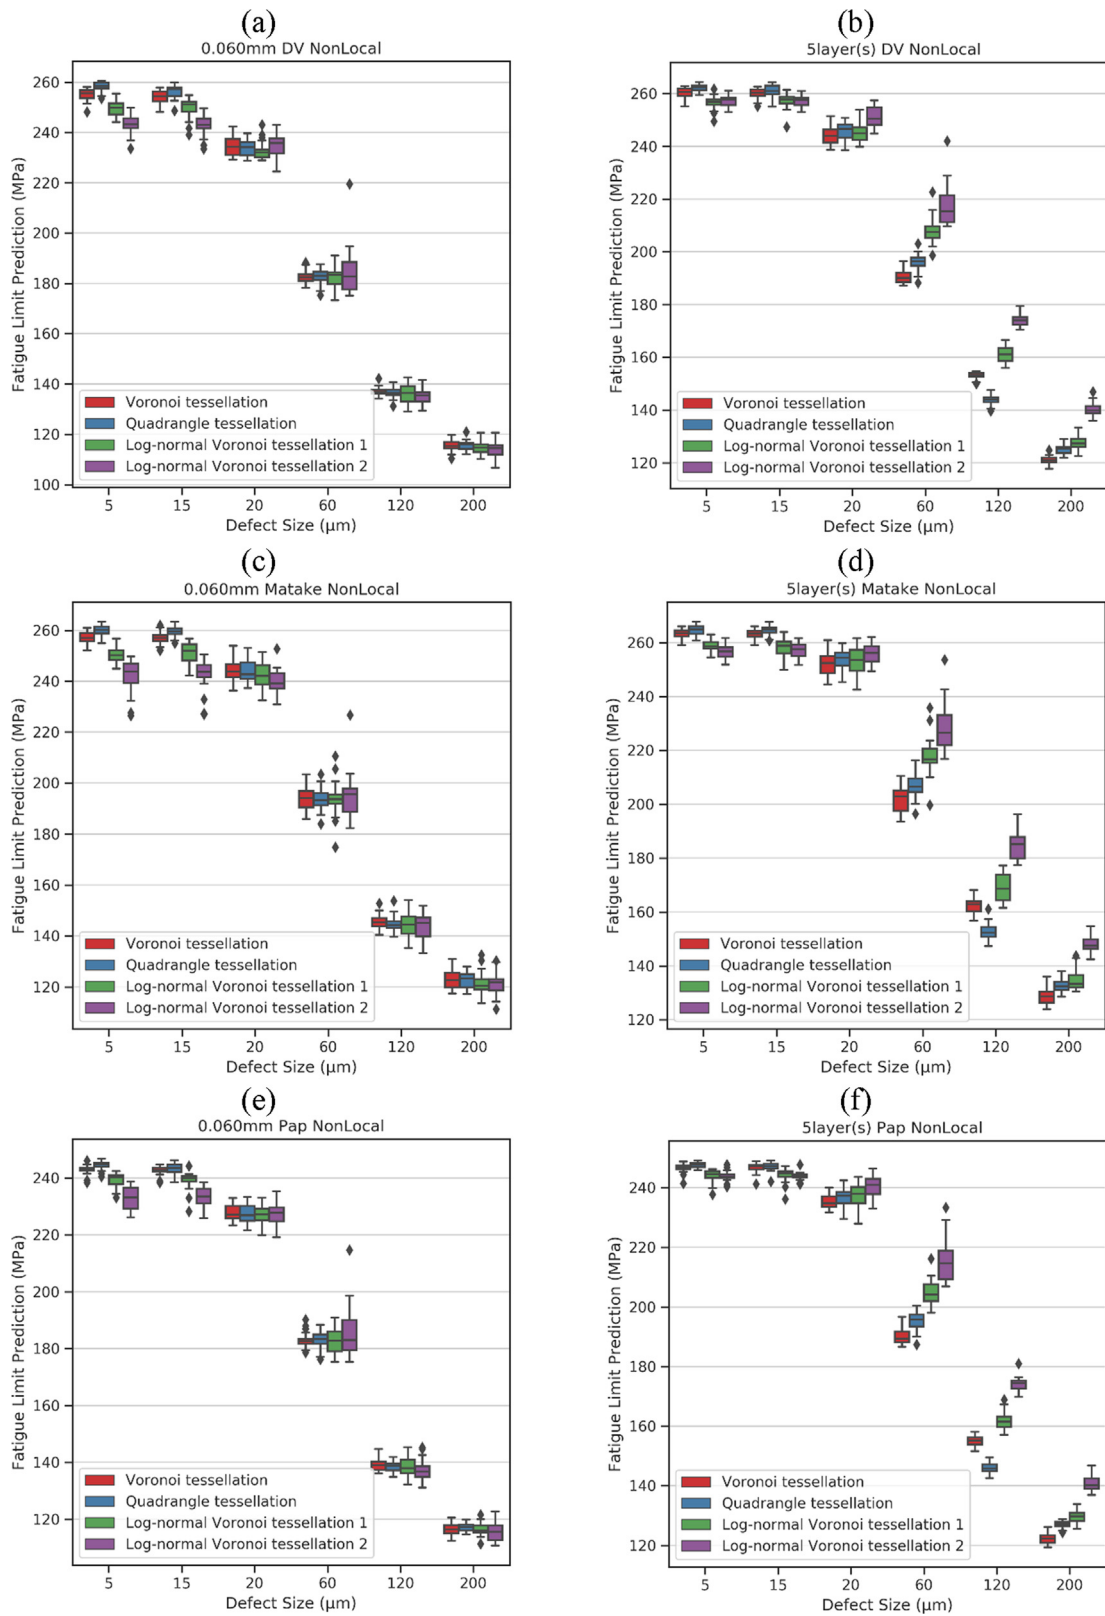 (a)
0.060mm DV NonLocal
Fatigue Limit Prediction (MPa)
260
240
220
200
180
160
140
120
100
Voronoi tessellation
Quadrangle tessellation
Log-normal Voronoi tessellation 1
Log-normal Voronoi tessellation 2
5 15 20 60 120 200
Defect Size (μm)
(b)
5layer(s) DV NonLocal
Fatigue Limit Prediction (MPa)
260
240
220
200
180
160
140
120
Voronoi tessellation
Quadrangle tessellation
Log-normal Voronoi tessellation 1
Log-normal Voronoi tessellation 2
5 15 20 60 120 200
Defect Size (μm)
(c)
0.060mm Matake NonLocal
Fatigue Limit Prediction (MPa)
260
240
220
200
180
160
140
120
Voronoi tessellation
Quadrangle tessellation
Log-normal Voronoi tessellation 1
Log-normal Voronoi tessellation 2
5 15 20 60 120 200
Defect Size (μm)
(d)
5layer(s) Matake NonLocal
Fatigue Limit Prediction (MPa)
260
240
220
200
180
160
140
120
Voronoi tessellation
Quadrangle tessellation
Log-normal Voronoi tessellation 1
Log-normal Voronoi tessellation 2
5 15 20 60 120 200
Defect Size (μm)
(e)
0.060mm Pap NonLocal
Fatigue Limit Prediction (MPa)
240
220
200
180
160
140
120
Voronoi tessellation
Quadrangle tessellation
Log-normal Voronoi tessellation 1
Log-normal Voronoi tessellation 2
5 15 20 60 120 200
Defect Size (μm)
(f)
5layer(s) Pap NonLocal
Fatigue Limit Prediction (MPa)
240
220
200
180
160
140
120
Voronoi tessellation
Quadrangle tessellation
Log-normal Voronoi tessellation 1
Log-normal Voronoi tessellation 2
5 15 20 60 120 200
Defect Size (μm)